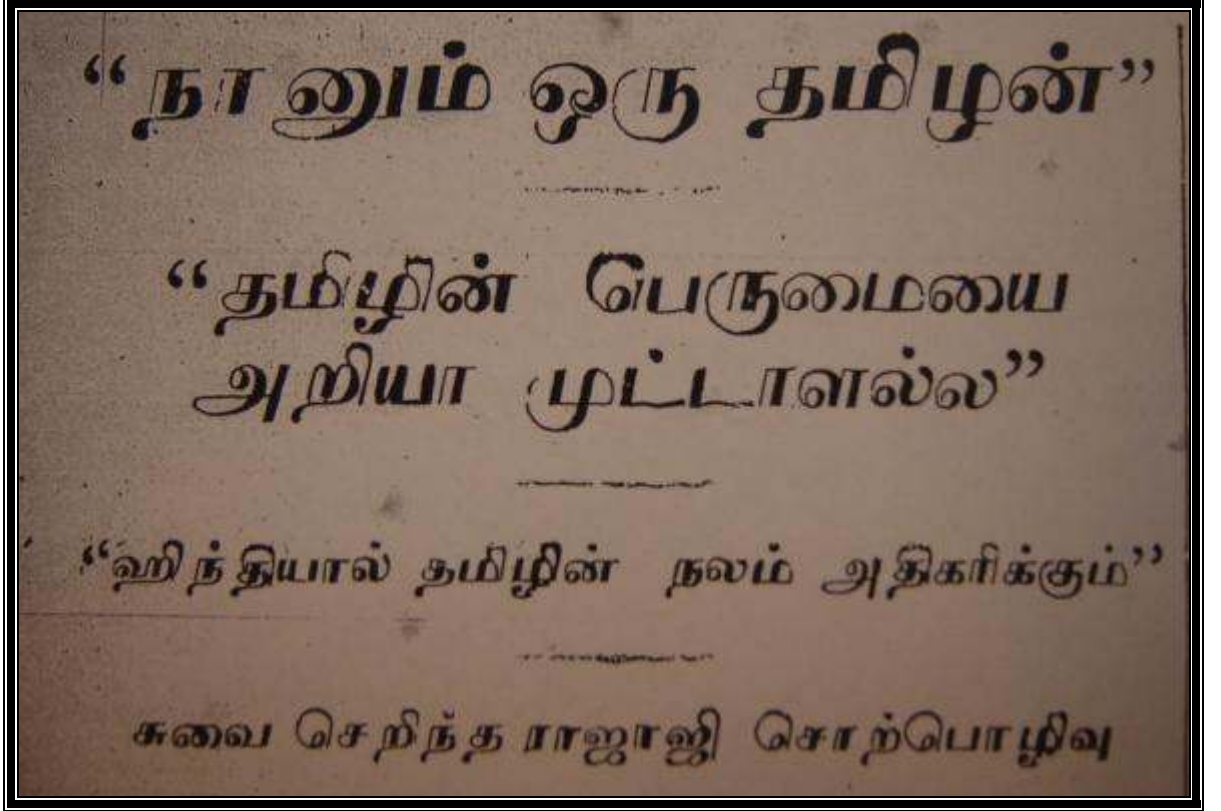 “நானும் ஒரு தமிழன்”
“தமிழின் பெருமையை
அறியா முட்டாளல்ல”
“ஹிந்தியால் தமிழின் நலம் அதிகரிக்கும்”
சுவை செறிந்த ராஜாஜி சொற்பொழிவு